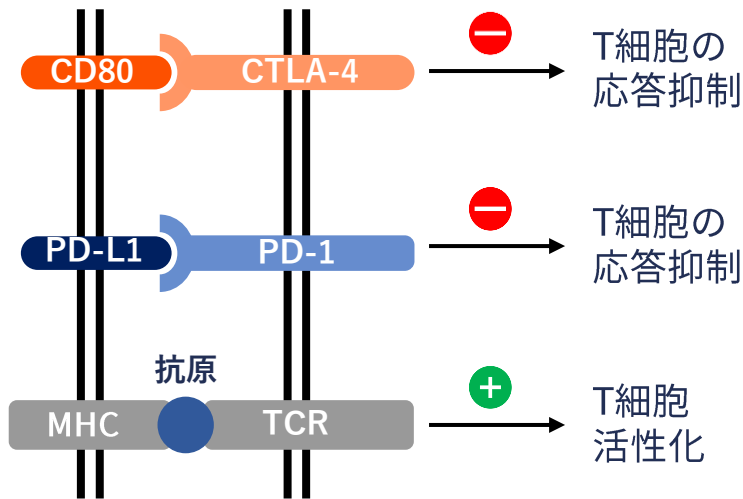 CD80 CTLA-4
T細胞の
応答抑制
PD-L1 PD-1
T細胞の
応答抑制
抗原
MHC TCR
T細胞
活性化